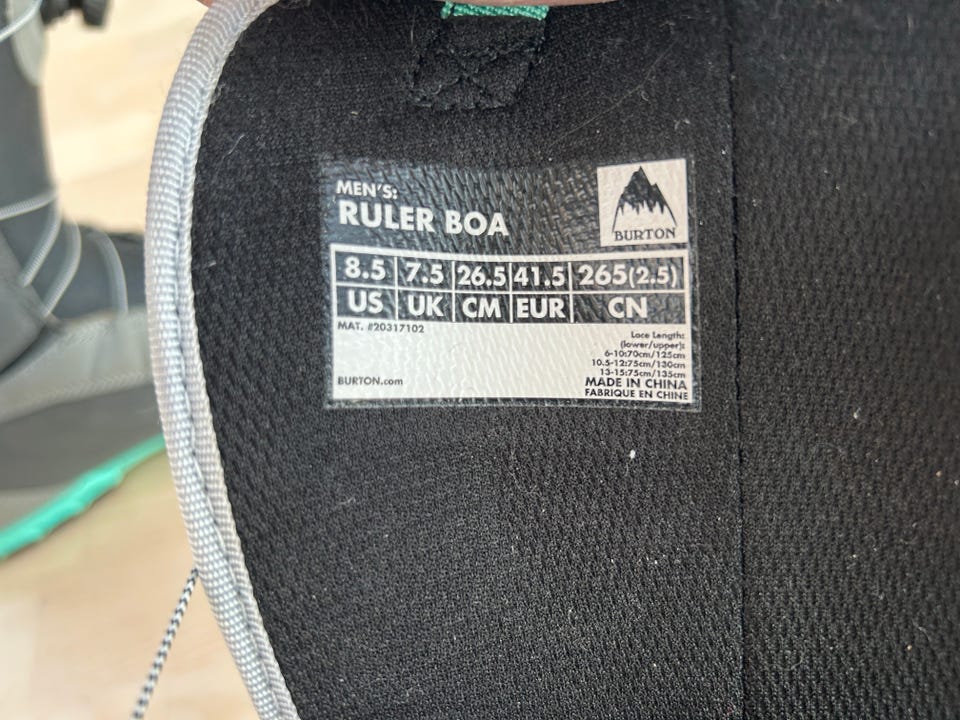 MEN'S:
RULER BOA
BURTON
8.5 7.5 26.5 41.5 265(2.5)
US UK CM EUR CN
MAT. #20317102
Lace Length:
(lower/upper):
6-10:70cm/125cm
10.5-12:75cm/130cm
13-15:75cm/135cm
BURTON.com
MADE IN CHINA
FABRIQUE EN CHINE